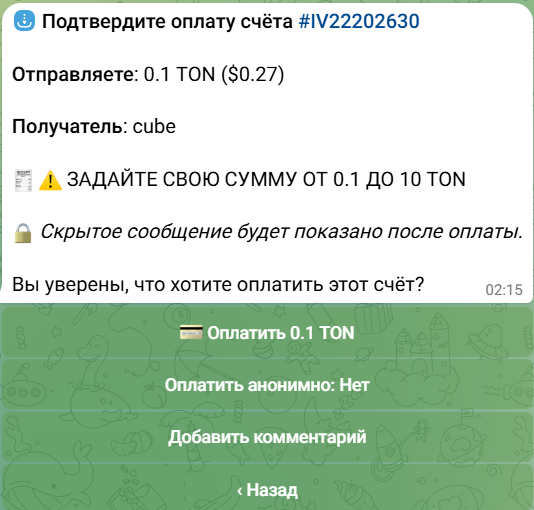 Подтвердите оплату счёта #IV22202630
Отправляете: 0.1 TON ($0.27)
Получатель: cube
ЗАДАЙТЕ СВОЮ СУММУ ОТ 0.1 ДО 10 TON
Скрытое сообщение будет показано после оплаты.
Вы уверены, что хотите оплатить этот счёт?
02:15
Оплатить 0.1 TON
Оплатить анонимно: Нет
Добавить комментарий
‹ Назад